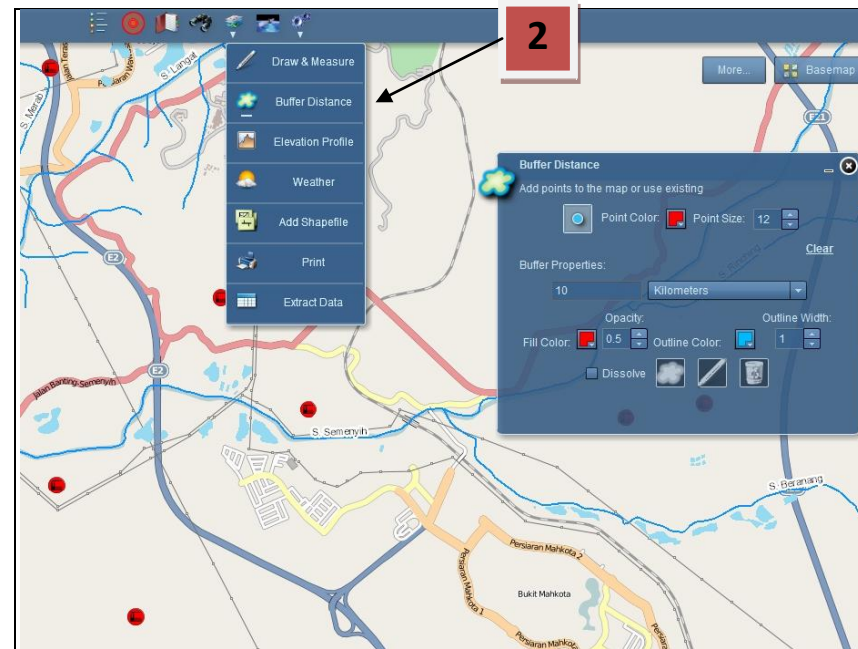 2
More...
Basemap
Draw & Measure
Buffer Distance
Elevation Profile
Weather
Add Shapefile
Print
Extract Data
Buffer Distance
Add points to the map or use existing
Point Color:
Point Size:
12
Clear
Buffer Properties:
10
Kilometers
Opacity:
Outline Width:
Fill Color:
0.5
Outline Color:
1
Dissolve
S. Langat
S. Merab
E21
E2
E2
Jalan Banting-Semenyih
S. Semenyih
S. Beranang
Persiaran Mahkota 2
Bukit Mahkota
Persiaran Mahkota 1